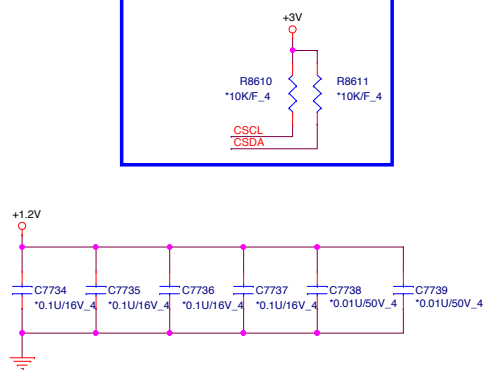 +3V
R8610
*10K/F_4
R8611
*10K/F_4
CSCL
CSDA
+1.2V
C7734
*0.1U/16V_4
C7735
*0.1U/16V_4
C7736
*0.1U/16V_4
C7737
*0.1U/16V_4
C7738
*0.01U/50V_4
C7739
*0.01U/50V_4